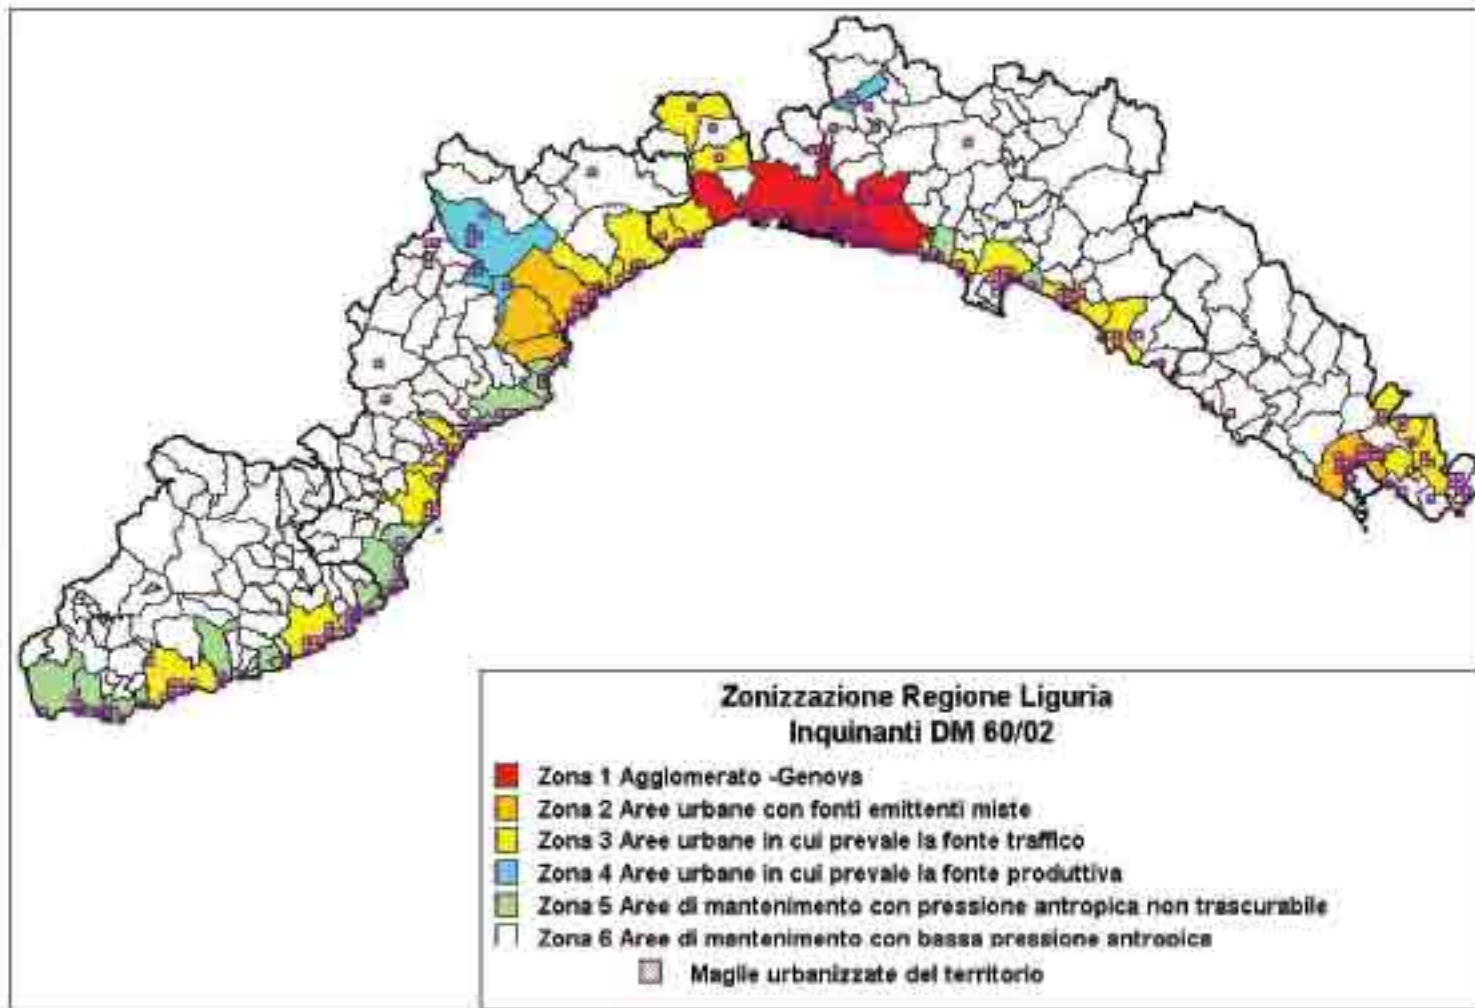 Zonizzazione Regione Liguria
Inquinanti DM 60/02
Zona 1 Agglomerato -Genova
Zona 2 Aree urbane con fonti emittenti miste
Zona 3 Aree urbane in cui prevale la fonte traffico
Zona 4 Aree urbane in cui prevale la fonte produttiva
Zona 5 Aree di mantenimento con pressione antropica non trascurabile
Zona 6 Aree di mantenimento con bassa pressione antropica
Maglie urbanizzate del territorio